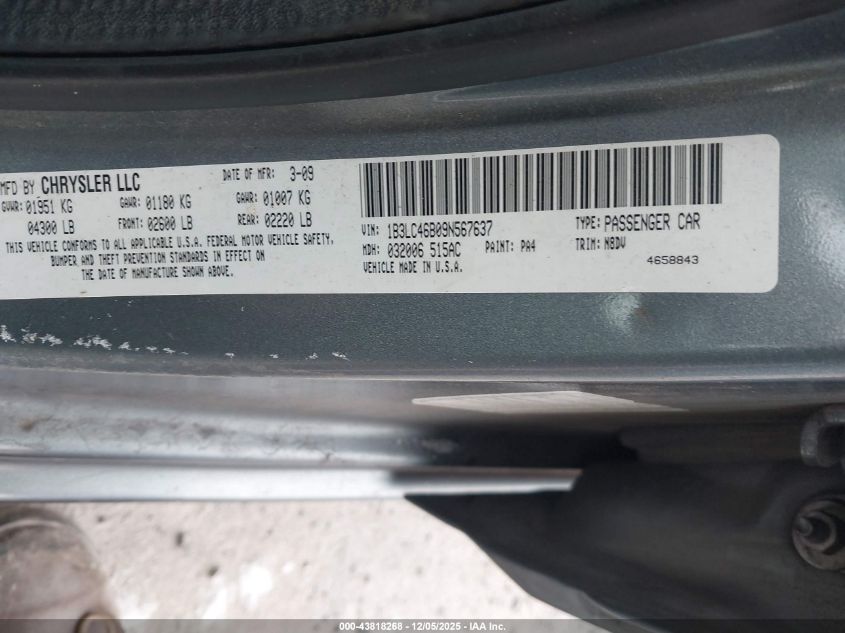 MFD BY CHRYSLER LLC DATE OF MFR: 3-09
GVWR: 01951 KG GAWR: 01180 KG GAWR: 01007 KG
04300 LB FRONT: 02600 LB REAR: 02220 LB
THIS VEHICLE CONFORMS TO ALL APPLICABLE U.S.A. FEDERAL MOTOR VEHICLE SAFETY,
BUMPER AND THEFT PREVENTION STANDARDS IN EFFECT ON
THE DATE OF MANUFACTURE SHOWN ABOVE.
VIN: 1B3LC46B09N567637 TYPE: PASSENGER CAR
MDH: 032006 515AC PAINT: PA4 TRIM: N8DV
VEHICLE MADE IN U.S.A. 4658843
000-43818268 - 12/05/2025 - IAA Inc.